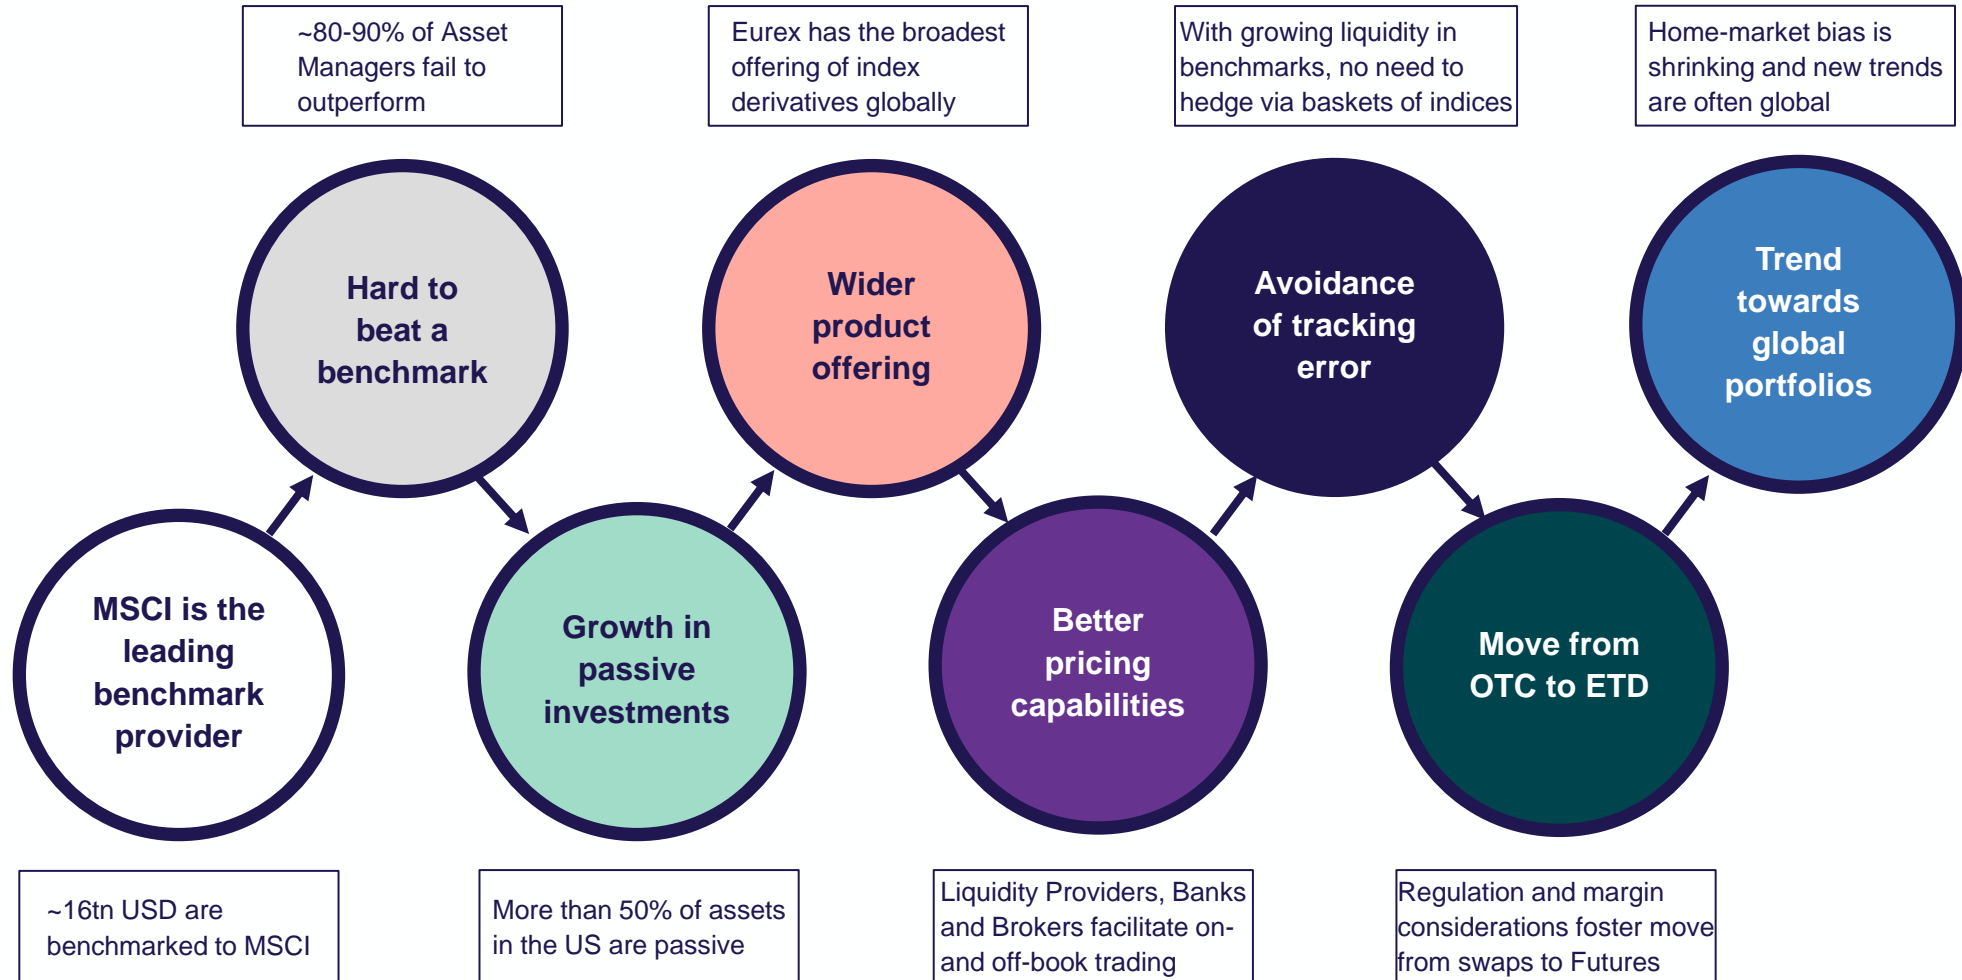 ~80-90% of Asset
Managers fail to
outperform
Eurex has the broadest
offering of index
derivatives globally
With growing liquidity in
benchmarks, no need to
hedge via baskets of indices
Home-market bias is
shrinking and new trends
are often global
Hard to
beat a
benchmark
Wider
product
offering
Avoidance
of tracking
error
Trend
towards
global
portfolios
MSCI is the
leading
benchmark
provider
Growth in
passive
investments
Better
pricing
capabilities
Move from
OTC to ETD
~16tn USD are
benchmarked to MSCI
More than 50% of assets
in the US are passive
Liquidity Providers, Banks
and Brokers facilitate on-
and off-book trading
Regulation and margin
considerations foster move
from swaps to Futures